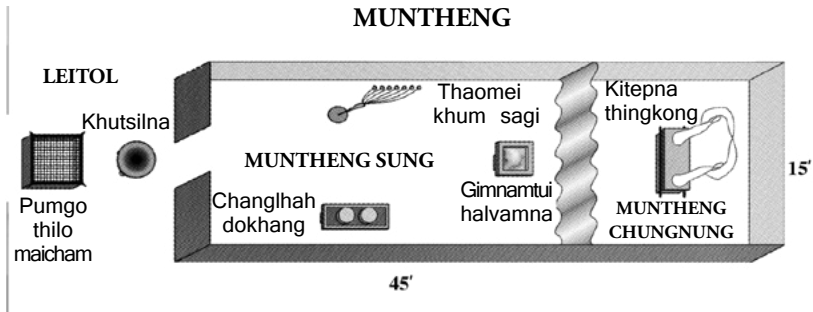 MUNTHENG
LEITOL
Khutsilna
Pumgo
thilo
maicham
Thaomei
khum sagi
MUNTHENG SUNG
Changlhah
dokhang
Gimnamtui
halvamna
Kitepna
thingkong
MUNTHENG
CHUNGNUNG
15'
45'